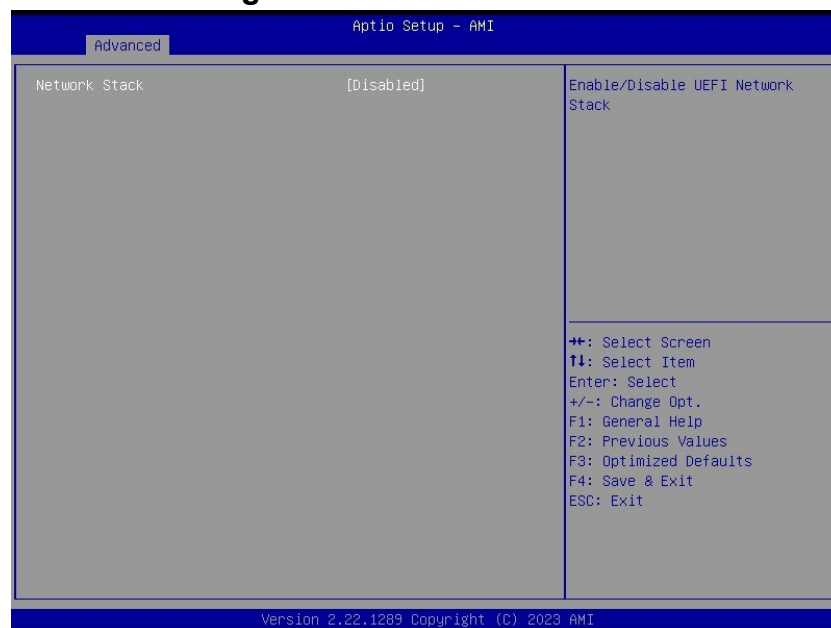 Aptio Setup – AMI
Advanced
Network Stack [Disabled]
Enable/Disable UEFI Network
Stack
→←: Select Screen
↑↓: Select Item
Enter: Select
+/-: Change Opt.
F1: General Help
F2: Previous Values
F3: Optimized Defaults
F4: Save & Exit
ESC: Exit
Version 2.22.1289 Copyright (C) 2023 AMI